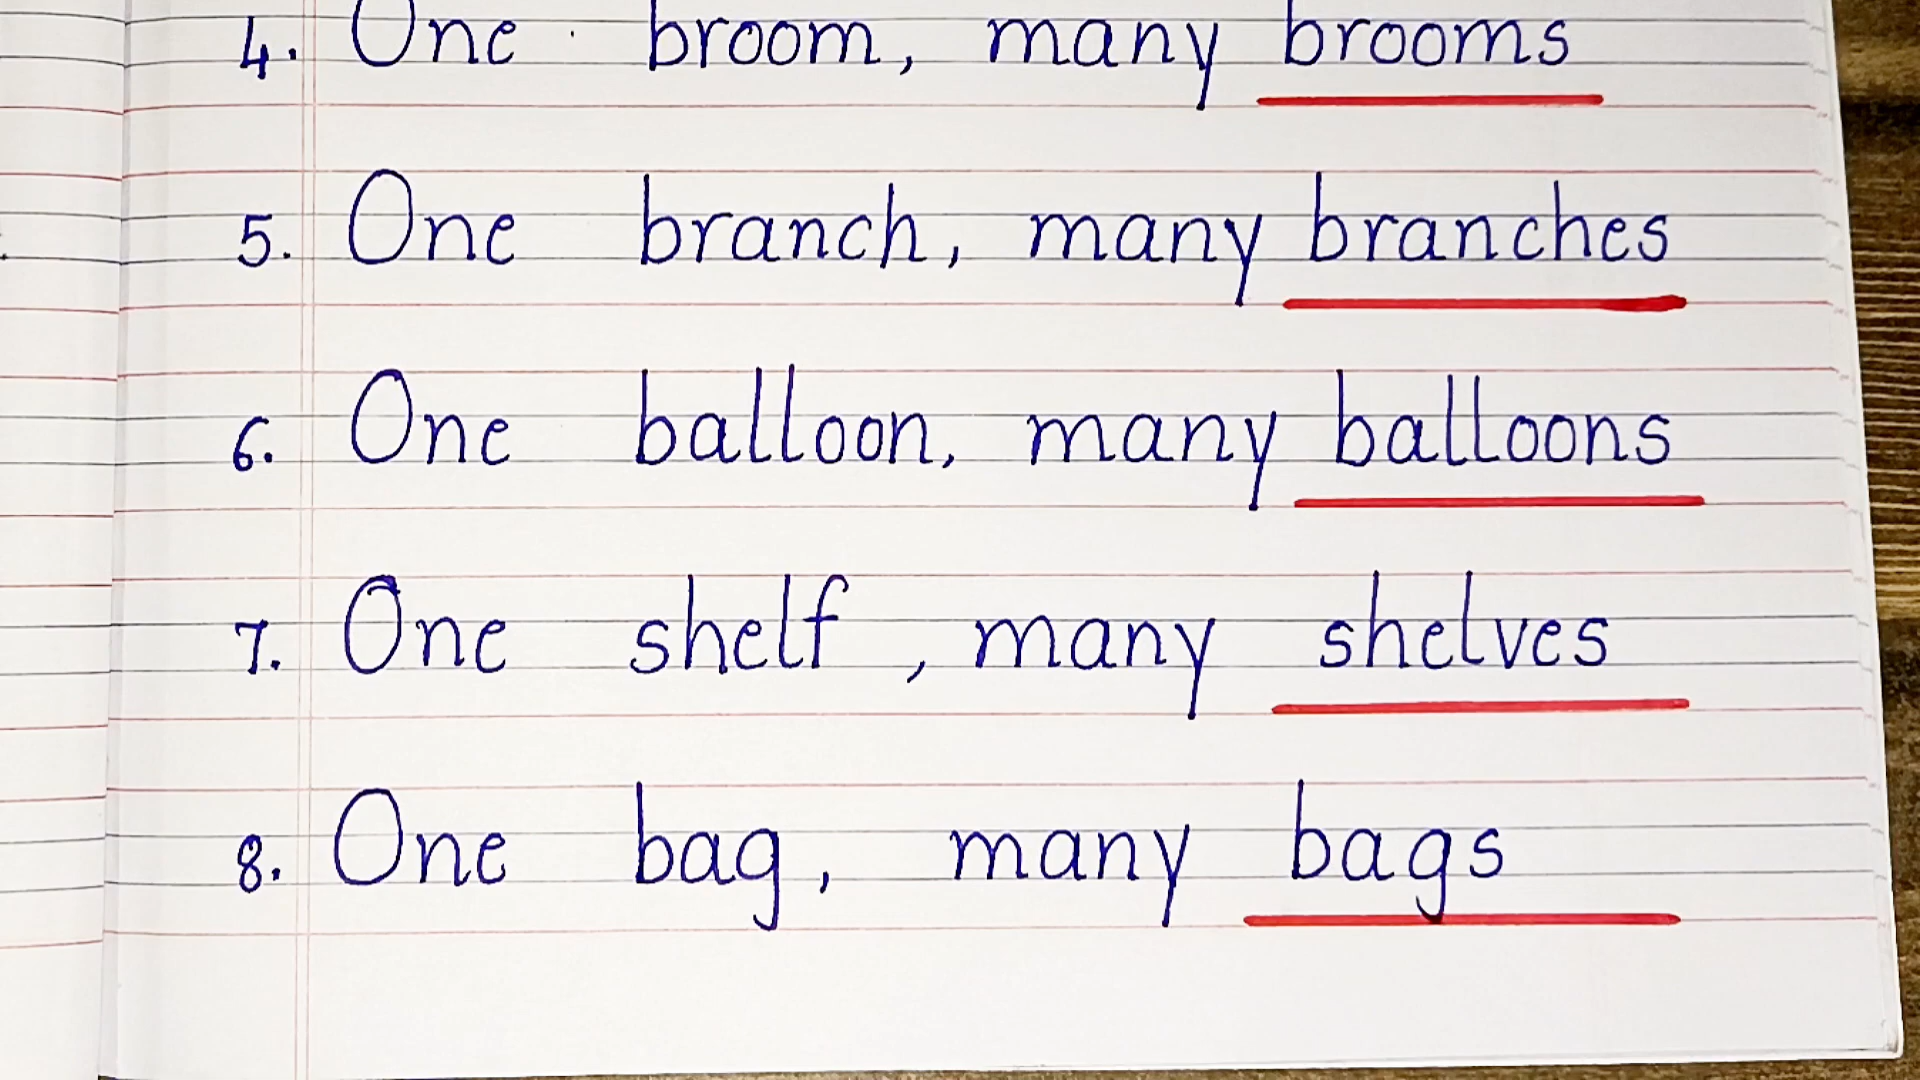 4. One broom, many brooms
5. One branch, many branches
6. One balloon, many balloons
7. One shelf, many shelves
8. One bag, many bags